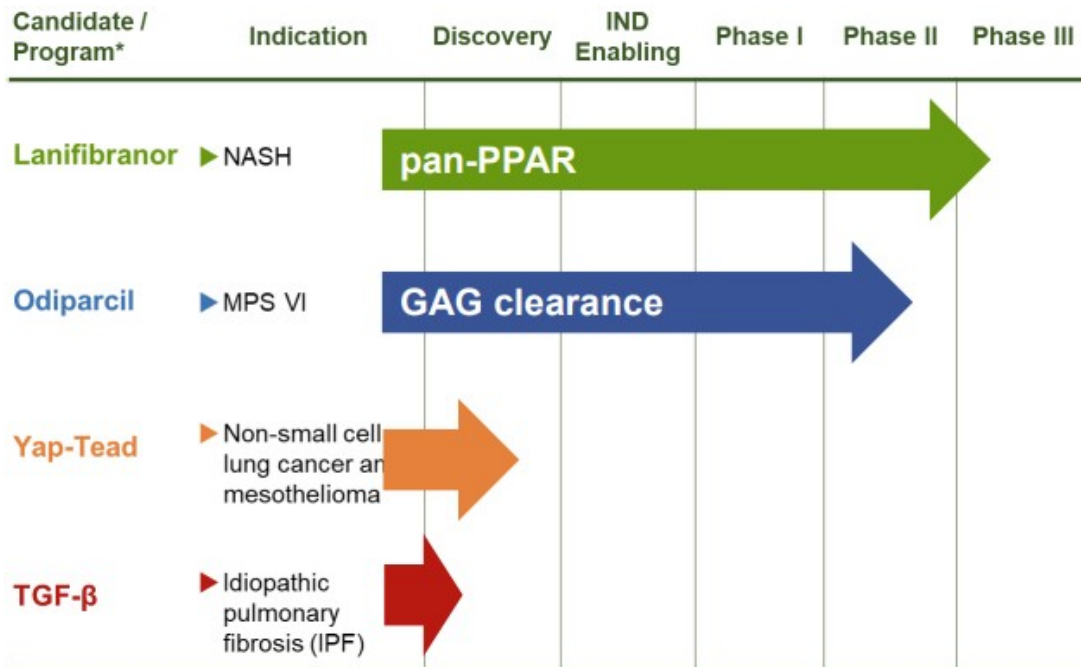 Candidate / Program*
Indication
Discovery
IND Enabling
Phase I
Phase II
Phase III
Lanifibranor
NASH
pan-PPAR
Odiparcil
MPS VI
GAG clearance
Yap-Tead
Non-small cell
lung cancer an
mesothelioma
TGF-β
Idiopathic
pulmonary
fibrosis (IPF)